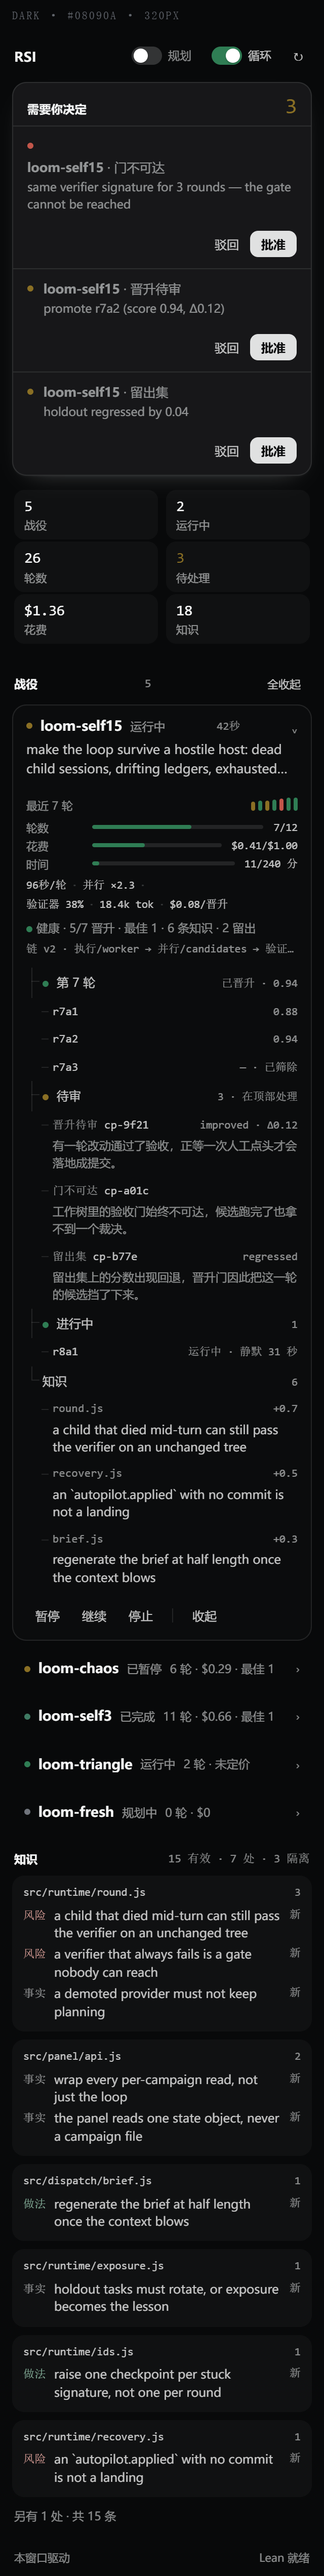 DARK • #08090A • 320PX
RSI 规划 循环 ↻
需要你决定 3
loom-self15 · 门不可达
same verifier signature for 3 rounds — the gate
cannot be reached
驳回 批准
loom-self15 · 晋升待审
promote r7a2 (score 0.94, Δ0.12)
驳回 批准
loom-self15 · 留出集
holdout regressed by 0.04
驳回 批准
5 2
战役 运行中
26 3
轮数 待处理
$1.36 18
花费 知识
战役 5 全收起
loom-self15 运行中 42秒
make the loop survive a hostile host: dead
child sessions, drifting ledgers, exhausted…
最近 7 轮
轮数 7/12
花费 $0.41/$1.00
时间 11/240 分
96秒/轮 · 并行 ×2.3 ·
验证器 38% · 18.4k tok · $0.08/晋升
健康 · 5/7 晋升 · 最佳 1 · 6 条知识 · 2 留出
链 v2 · 执行/worker → 并行/candidates → 验证…
第 7 轮 已晋升 · 0.94
r7a1 0.88
r7a2 0.94
r7a3 — · 已筛除
待审 3 · 在顶部处理
晋升待审 cp-9f21 improved · Δ0.12
有一轮改动通过了验收，正等一次人工点头才会
落地成提交。
门不可达 cp-a01c
工作树里的验收门始终不可达，候选跑完了也拿
不到一个裁决。
留出集 cp-b77e regressed
留出集上的分数出现回退，晋升门因此把这一轮
的候选挡了下来。
进行中 1
r8a1 运行中 · 静默 31 秒
知识 6
round.js +0.7
a child that died mid-turn can still pass
the verifier on an unchanged tree
recovery.js +0.5
an `autopilot.applied` with no commit is
not a landing
brief.js +0.3
regenerate the brief at half length once
the context blows
暂停 继续 停止 收起
loom-chaos 已暂停 6 轮 · $0.29 · 最佳 1 ›
loom-self3 已完成 11 轮 · $0.66 · 最佳 1 ›
loom-triangle 运行中 2 轮 · 未定价 ›
loom-fresh 规划中 0 轮 · $0 ›
知识 15 有效 · 7 处 · 3 隔离
src/runtime/round.js 3
风险 a child that died mid-turn can still pass 新
the verifier on an unchanged tree
风险 a verifier that always fails is a gate 新
nobody can reach
事实 a demoted provider must not keep 新
planning
src/panel/api.js 2
事实 wrap every per-campaign read, not 新
just the loop
事实 the panel reads one state object, never 新
a campaign file
src/dispatch/brief.js 1
做法 regenerate the brief at half length 新
once the context blows
src/runtime/exposure.js 1
事实 holdout tasks must rotate, or exposure 新
becomes the lesson
src/runtime/ids.js 1
做法 raise one checkpoint per stuck 新
signature, not one per round
src/runtime/recovery.js 1
风险 an `autopilot.applied` with no commit 新
is not a landing
另有 1 处 · 共 15 条
本窗口驱动 Lean 就绪